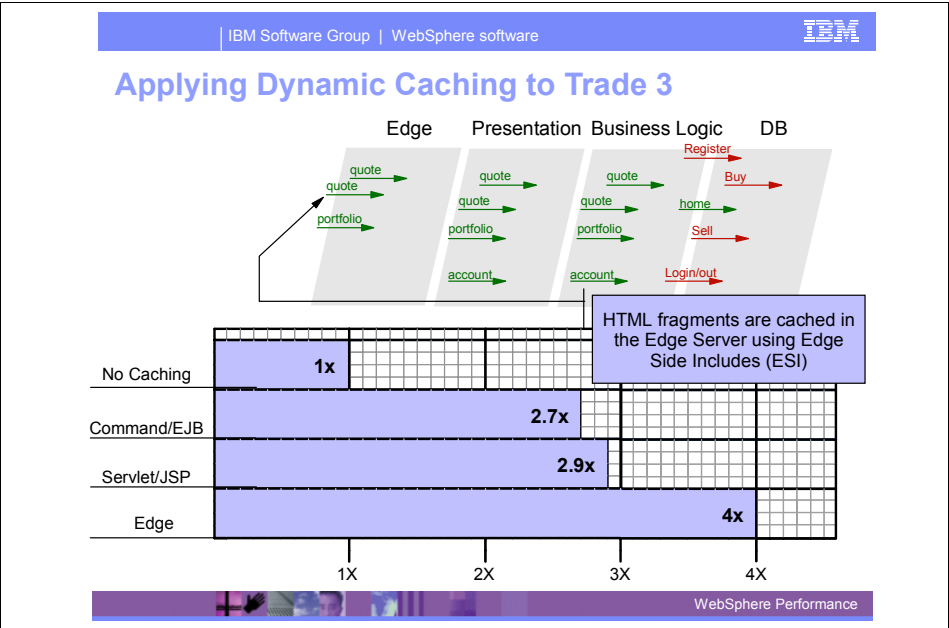 IBM Software Group | WebSphere software
IBM
Applying Dynamic Caching to Trade 3
Edge Presentation Business Logic DB
Register
quote quote quote Buy
quote quote quote home
portfolio portfolio portfolio Sell
account account Login/out
HTML fragments are cached in
the Edge Server using Edge
Side Includes (ESI)
No Caching 1x
Command/EJB 2.7x
Servlet/JSP 2.9x
Edge 4x
1X 2X 3X 4X
WebSphere Performance